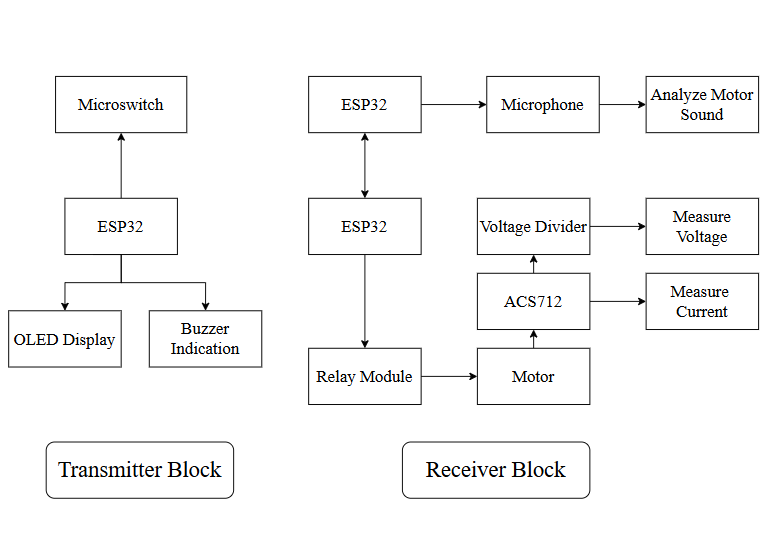 Microswitch
ESP32
OLED Display
Buzzer
Indication
Transmitter Block
ESP32
Microphone
Analyze Motor
Sound
ESP32
Voltage Divider
Measure
Voltage
ACS712
Measure
Current
Relay Module
Motor
Receiver Block